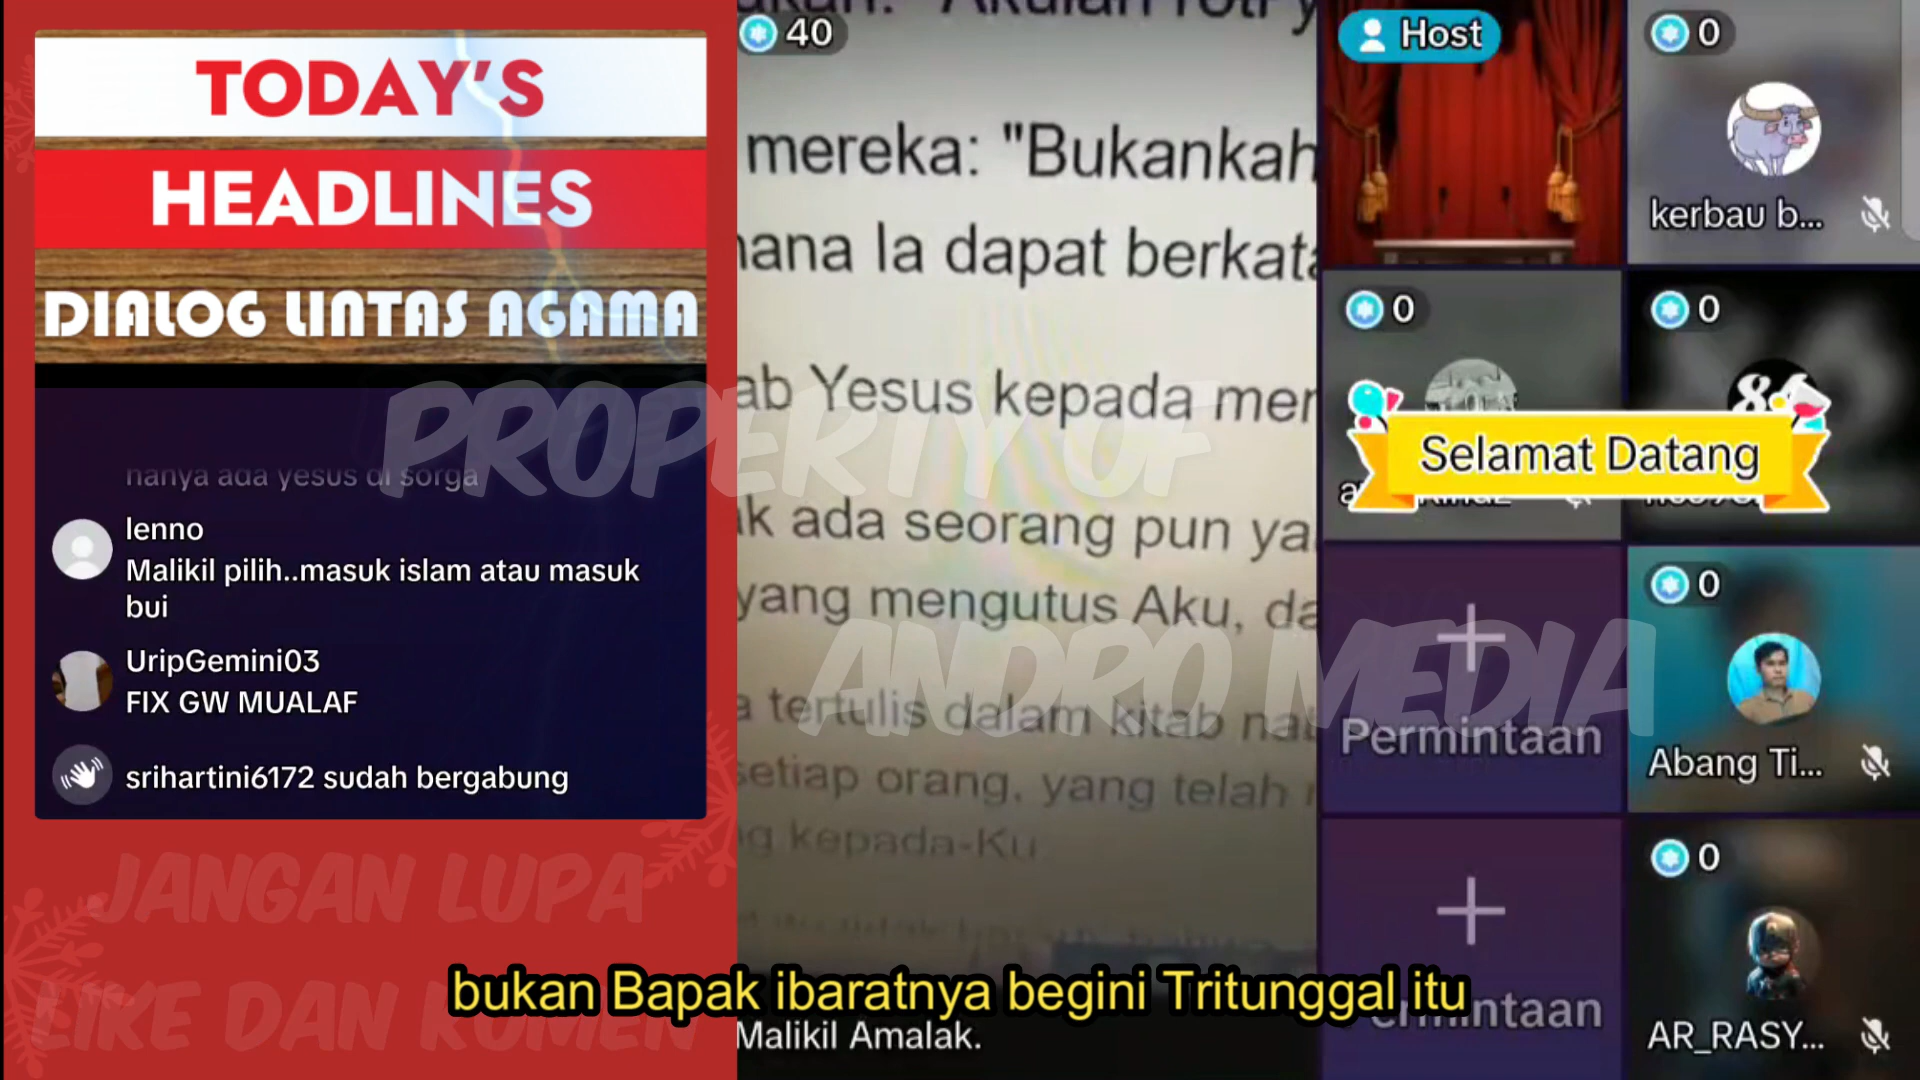 TODAY'S
HEADLINES
DIALOG LINTAS AGAMA
hanya ada yesus di sorga
lenno
Malikil pilih..masuk islam atau masuk
bui
UripGemini03
FIX GW MUALAF
srihartini6172 sudah bergabung
JANGAN LUPA
LIKE DAN KOMEN
PROPERTY OF
ANDRO MEDIA
40
mereka: "Bukankah
Ia dapat berkata
ab Yesus kepada mer
k ada seorang pun ya
yang mengutus Aku, da
a tertulis dalam kitab nab
setiap orang, yang telah
kepada-Ku
Malikil Amalak.
bukan Bapak ibaratnya begini Tritunggal itu
Host
0
kerbau b...
0
0
Selamat Datang
Permintaan
0
Abang Ti...
ermintaan
0
AR_RASY...